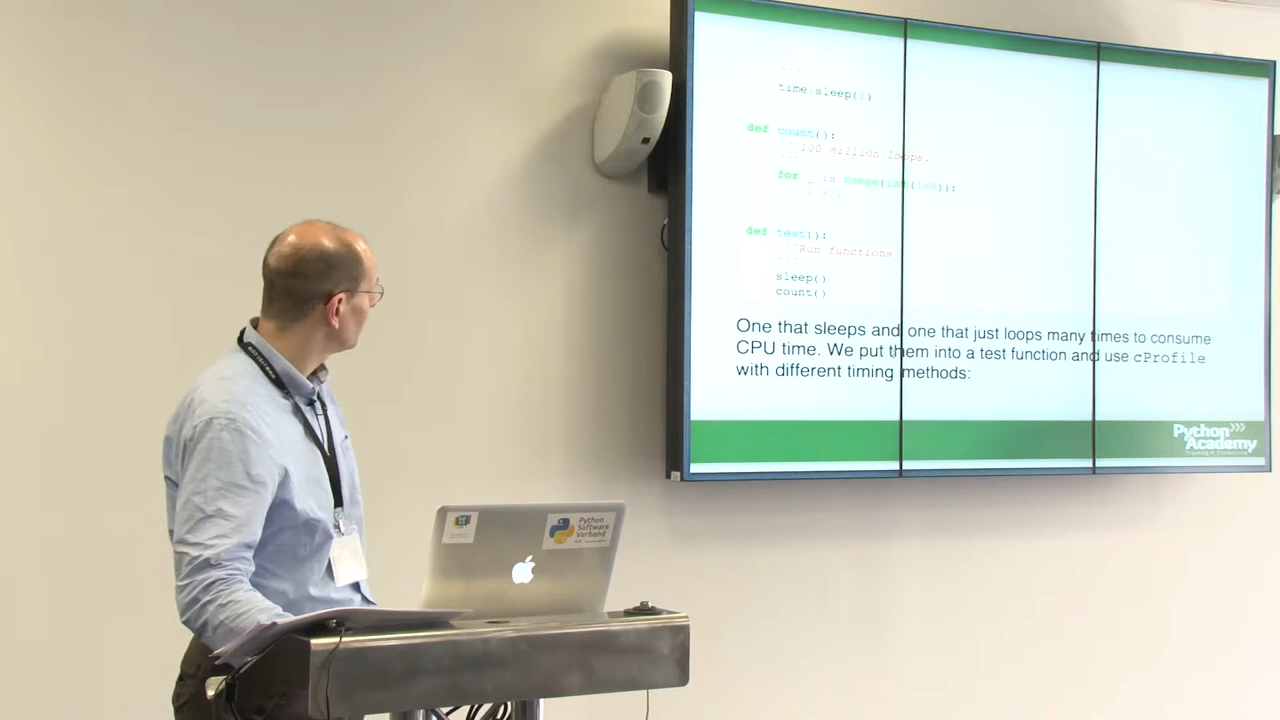 """
time.sleep(2)
def count():
"""100 million loops.
"""
for _ in range(int(1e8)):
1 + 1
def test():
"""Run functions
"""
sleep()
count()
One that sleeps and one that just loops many times to consume
CPU time. We put them into a test function and use cProfile
with different timing methods:
Python
Academy
Python
Software
Verband